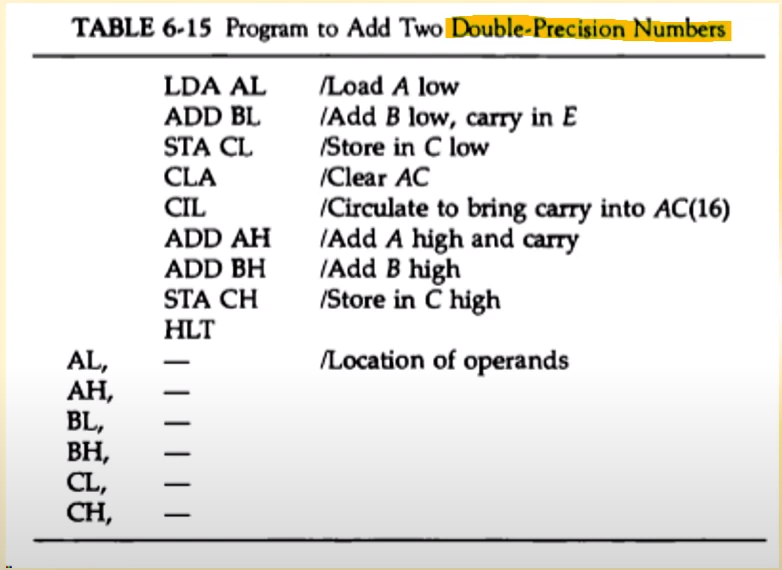 TABLE 6-15 Program to Add Two Double-Precision Numbers
LDA AL /Load A low
ADD BL /Add B low, carry in E
STA CL /Store in C low
CLA /Clear AC
CIL /Circulate to bring carry into AC(16)
ADD AH /Add A high and carry
ADD BH /Add B high
STA CH /Store in C high
HLT
AL, — /Location of operands
AH, —
BL, —
BH, —
CL, —
CH, —